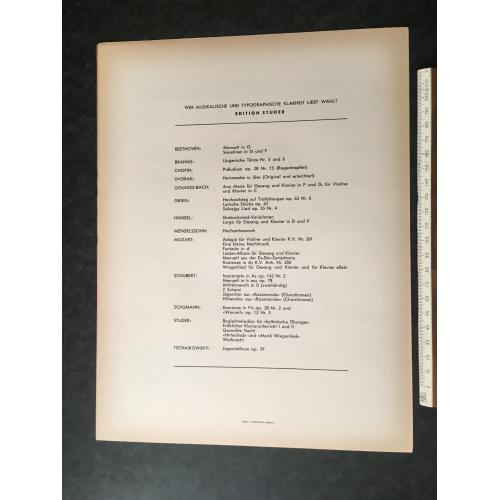 WER MUSIKALISCHE UND TYPOGRAPHISCHE KLARHEIT LIEBT WÄHLT
EDITION STUDER
BEETHOVEN: Menuett in G
Sonatinen in G und F
BRAHMS: Ungarische Tänze Nr. 5 und 6
CHOPIN: Präludium op. 28 Nr. 15 (Regentropfen)
DVORAK: Humoreske in Ges (Original und erleichtert)
GOUNOD-BACH: Ave Maria für Gesang und Klavier in F und G, für Violine
und Klavier in G
GRIEG: Hochzeitstag auf Troldhaugen op. 65 Nr. 6
Lyrische Stücke op. 43
Solvejgs Lied op. 55 Nr. 4
HÄNDEL: Grobschmied-Variationen
Largo für Gesang und Klavier in D und F
MENDELSSOHN: Hochzeitsmarsch
MOZART: Adagio für Violine und Klavier K.V. Nr. 261
Eine kleine Nachtmusik
Fantasie in d
Lieder-Album für Gesang und Klavier
Menuett aus der Es-Dur-Symphonie
Romanze in As K.V. Anh. Nr. 205
Wiegenlied für Gesang und Klavier und für Klavier allein
SCHUBERT: Impromptu in As op. 142 Nr. 2
Menuett in h aus op. 78
Militärmarsch in D (zweihändig)
2 Scherzi
Jägerchor aus «Rosamunde» (Chorstimmen)
Hirtenchor aus «Rosamunde» (Chorstimmen)
SCHUMANN: Romanze in Fis op. 28 Nr. 2 und
«Warum?» op. 12 Nr. 3
STUDER: Begleitmelodien für rhythmische Übungen
Fröhlicher Klavierunterricht I und II
Geweihte Nacht
«Hirtenlied» und «Mariä Wiegenlied»
Weihnacht
TSCHAIKOWSKY: Jugendalbum op. 39